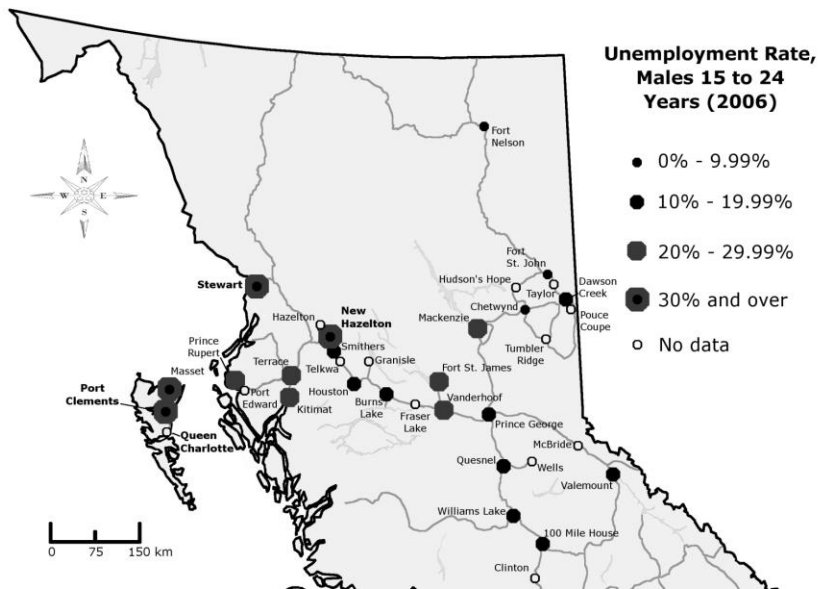 Unemployment Rate,
Males 15 to 24
Years (2006)
0% - 9.99%
10% - 19.99%
20% - 29.99%
30% and over
No data
N
W
E
S
Fort
Nelson
Fort
St. John
Hudson's Hope
Taylor
Dawson
Creek
Chetwynd
Pouce
Coupe
Mackenzie
Tumbler
Ridge
Stewart
Hazelton
New
Hazelton
Prince
Rupert
Smithers
Terrace
Telkwa
Granisle
Masset
Port
Edward
Kitimat
Houston
Burns
Lake
Fort St. James
Vanderhoof
Fraser
Lake
Port
Clements
Queen
Charlotte
Prince George
McBride
Quesnel
Wells
Valemount
Williams Lake
100 Mile House
Clinton
0 75 150 km